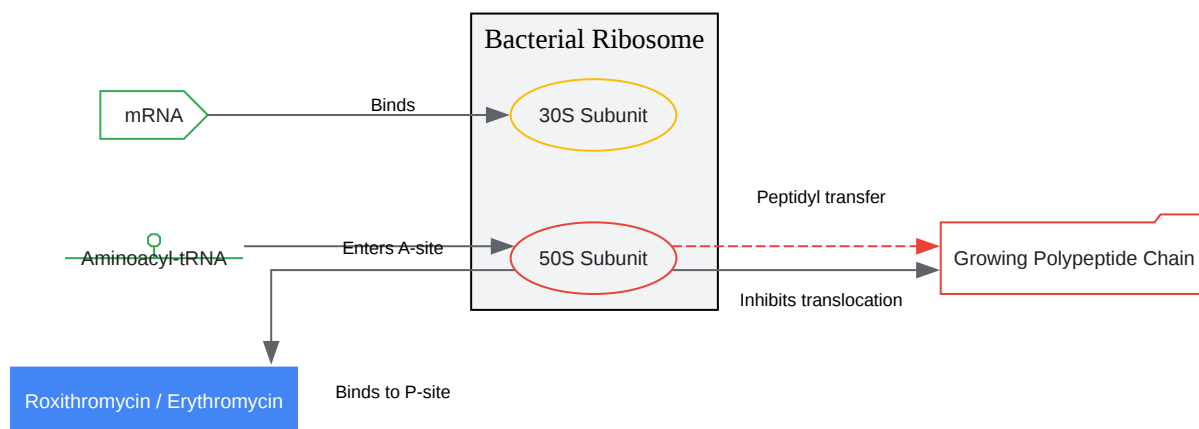 Bacterial Ribosome
mRNA
Binds
30S Subunit
Peptidyl transfer
Aminoacyl-tRNA
Enters A-site
50S Subunit
Growing Polypeptide Chain
Inhibits translocation
Roxithromycin / Erythromycin
Binds to P-site